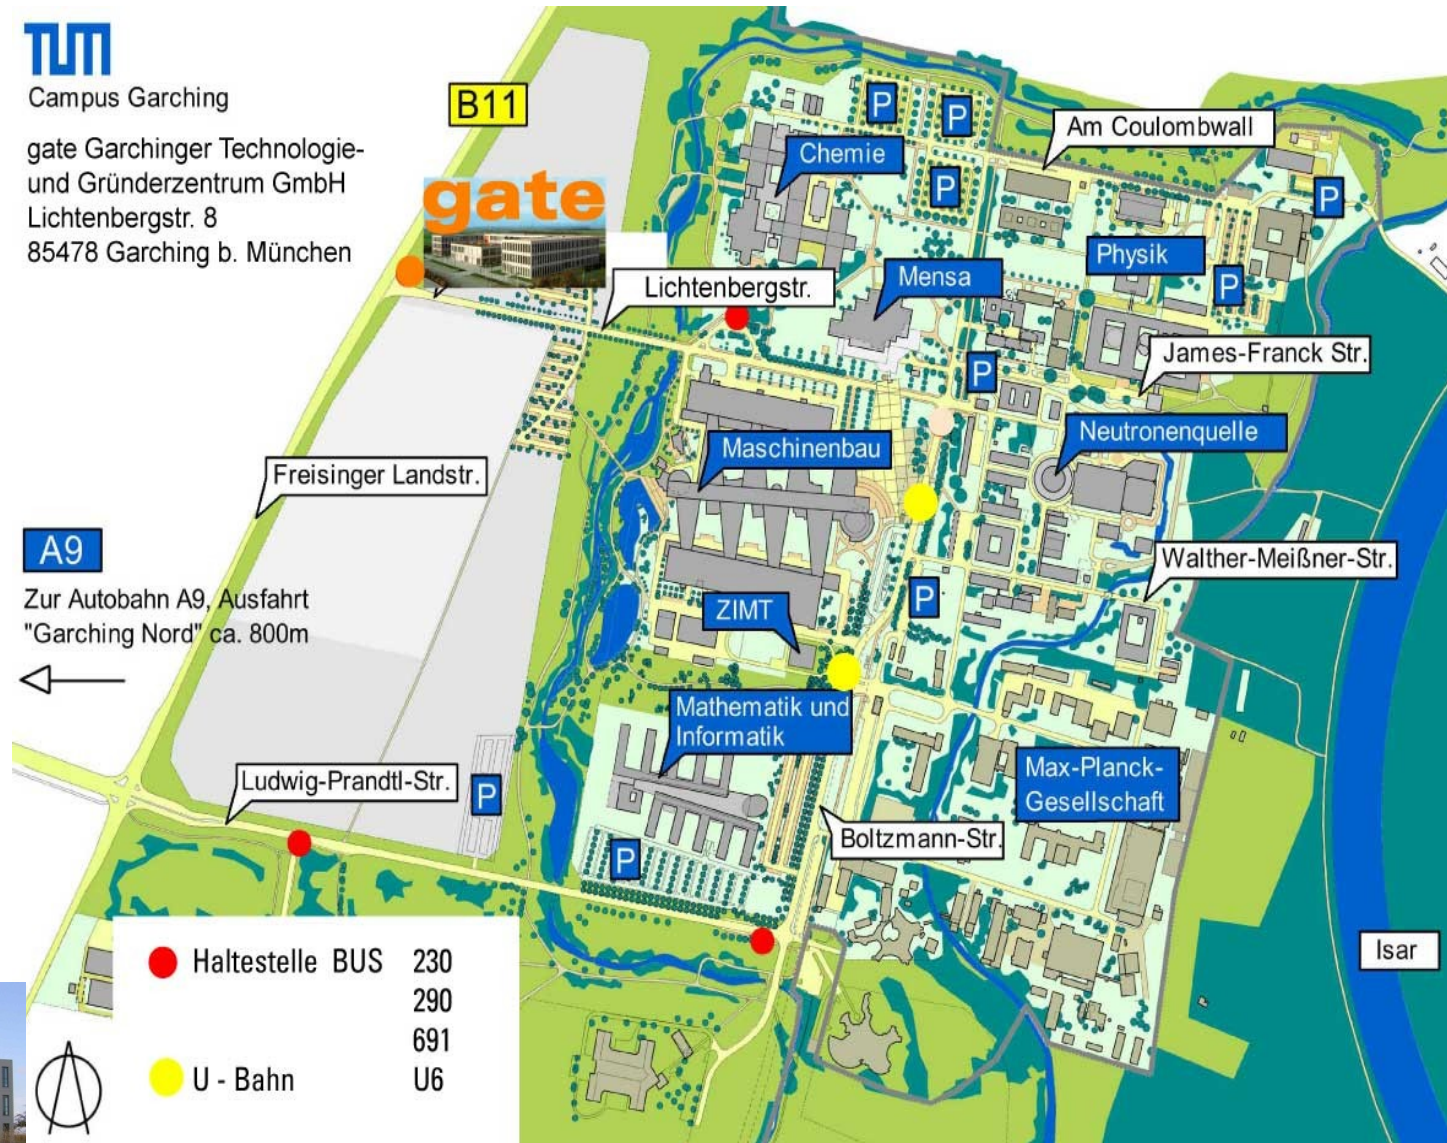 TUM
Campus Garching
gate Garchinger Technologie-
und Gründerzentrum GmbH
Lichtenbergstr. 8
85478 Garching b. München
B11
gate
Lichtenbergstr.
Chemie
P
P
P
Am Coulombwall
P
Physik
P
Mensa
James-Franck Str.
P
Neutronenquelle
Maschinenbau
Freisinger Landstr.
A9
Zur Autobahn A9, Ausfahrt
"Garching Nord" ca. 800m
Walther-Meißner-Str.
P
ZIMT
Mathematik und
Informatik
Max-Planck-
Gesellschaft
Ludwig-Prandtl-Str.
P
Boltzmann-Str.
P
Isar
Haltestelle BUS 230
290
691
U - Bahn U6